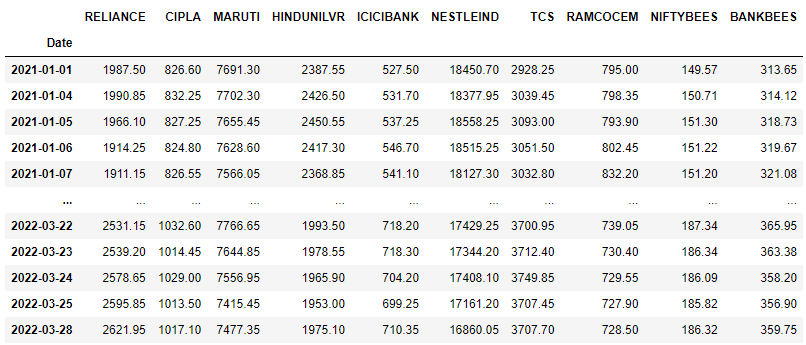 RELIANCE CIPLA MARUTI HINDUNILVR ICICIBANK NESTLEIND TCS RAMCOCEM NIFTYBEES BANKBEES
Date
2021-01-01 1987.50 826.60 7691.30 2387.55 527.50 18450.70 2928.25 795.00 149.57 313.65
2021-01-04 1990.85 832.25 7702.30 2426.50 531.70 18377.95 3039.45 798.35 150.71 314.12
2021-01-05 1966.10 827.25 7655.45 2450.55 537.25 18558.25 3093.00 793.90 151.30 318.73
2021-01-06 1914.25 824.80 7628.60 2417.30 546.70 18515.25 3051.50 802.45 151.22 319.67
2021-01-07 1911.15 826.55 7566.05 2368.85 541.10 18127.30 3032.80 832.20 151.20 321.08
... ... ... ... ... ... ... ... ... ... ...
2022-03-22 2531.15 1032.60 7766.65 1993.50 718.20 17429.25 3700.95 739.05 187.34 365.95
2022-03-23 2539.20 1014.45 7644.85 1978.55 718.30 17344.20 3712.40 730.40 186.34 363.38
2022-03-24 2578.65 1029.00 7556.95 1965.90 704.20 17408.10 3749.85 729.55 186.09 358.20
2022-03-25 2595.85 1013.50 7415.45 1953.00 699.25 17161.20 3707.45 727.90 185.82 356.90
2022-03-28 2621.95 1017.10 7477.35 1975.10 710.35 16860.05 3707.70 728.50 186.32 359.75